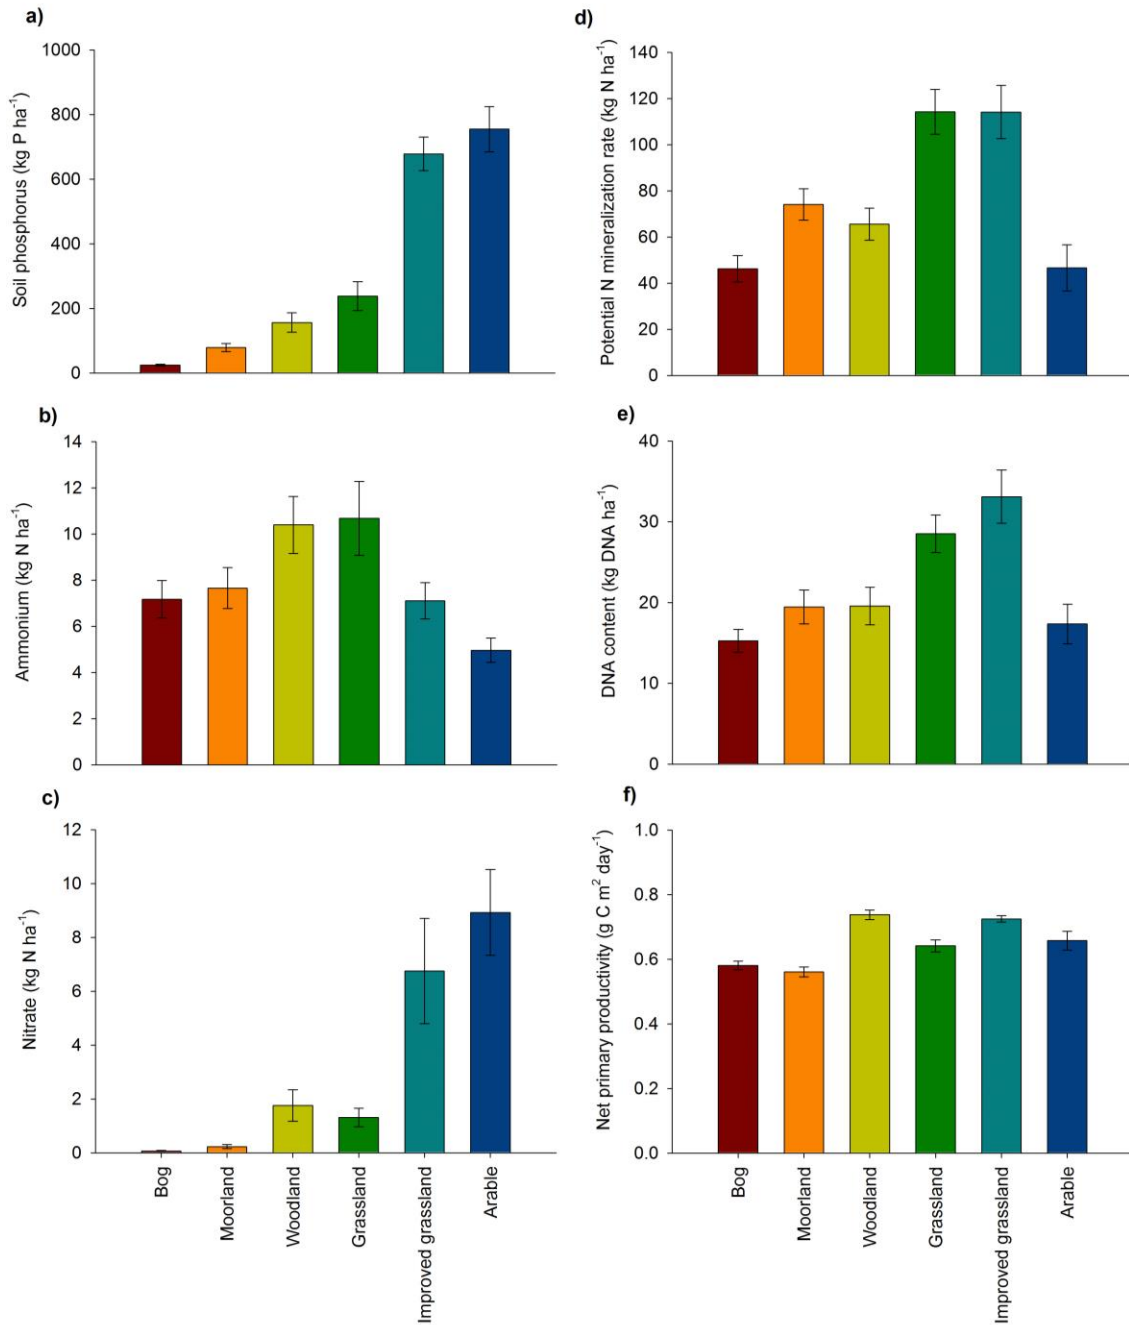 a)
Soil phosphorus (kg P ha⁻¹)
1000
800
600
400
200
0
b)
Ammonium (kg N ha⁻¹)
14
12
10
8
6
4
2
0
c)
Nitrate (kg N ha⁻¹)
12
10
8
6
4
2
0
Bog
Moorland
Woodland
Grassland
Improved grassland
Arable
d)
Potential N mineralization rate (kg N ha⁻¹)
140
120
100
80
60
40
20
0
e)
DNA content (kg DNA ha⁻¹)
40
30
20
10
0
f)
Net primary productivity (g C m² day⁻¹)
1.0
0.8
0.6
0.4
0.2
0.0
Bog
Moorland
Woodland
Grassland
Improved grassland
Arable